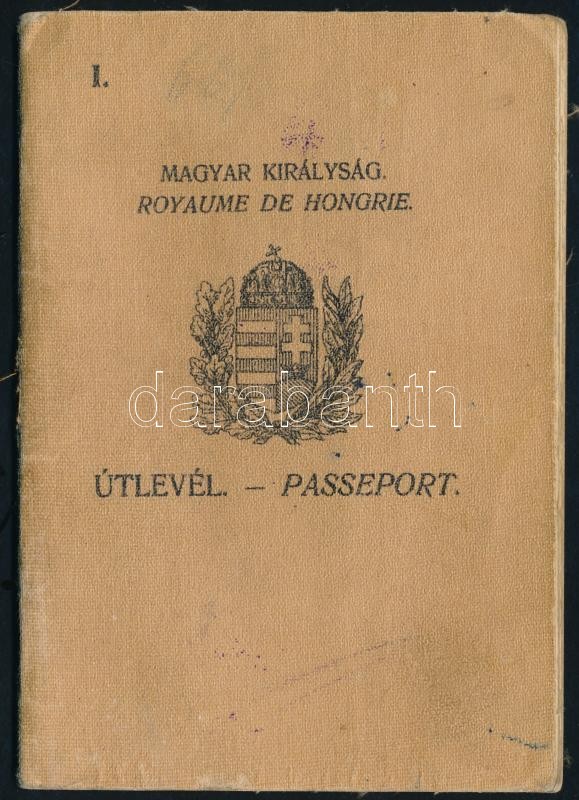 I.
MAGYAR KIRÁLYSÁG.
ROYAUME DE HONGRIE.
darabanth
ÚTLEVÉL. – PASSEPORT.